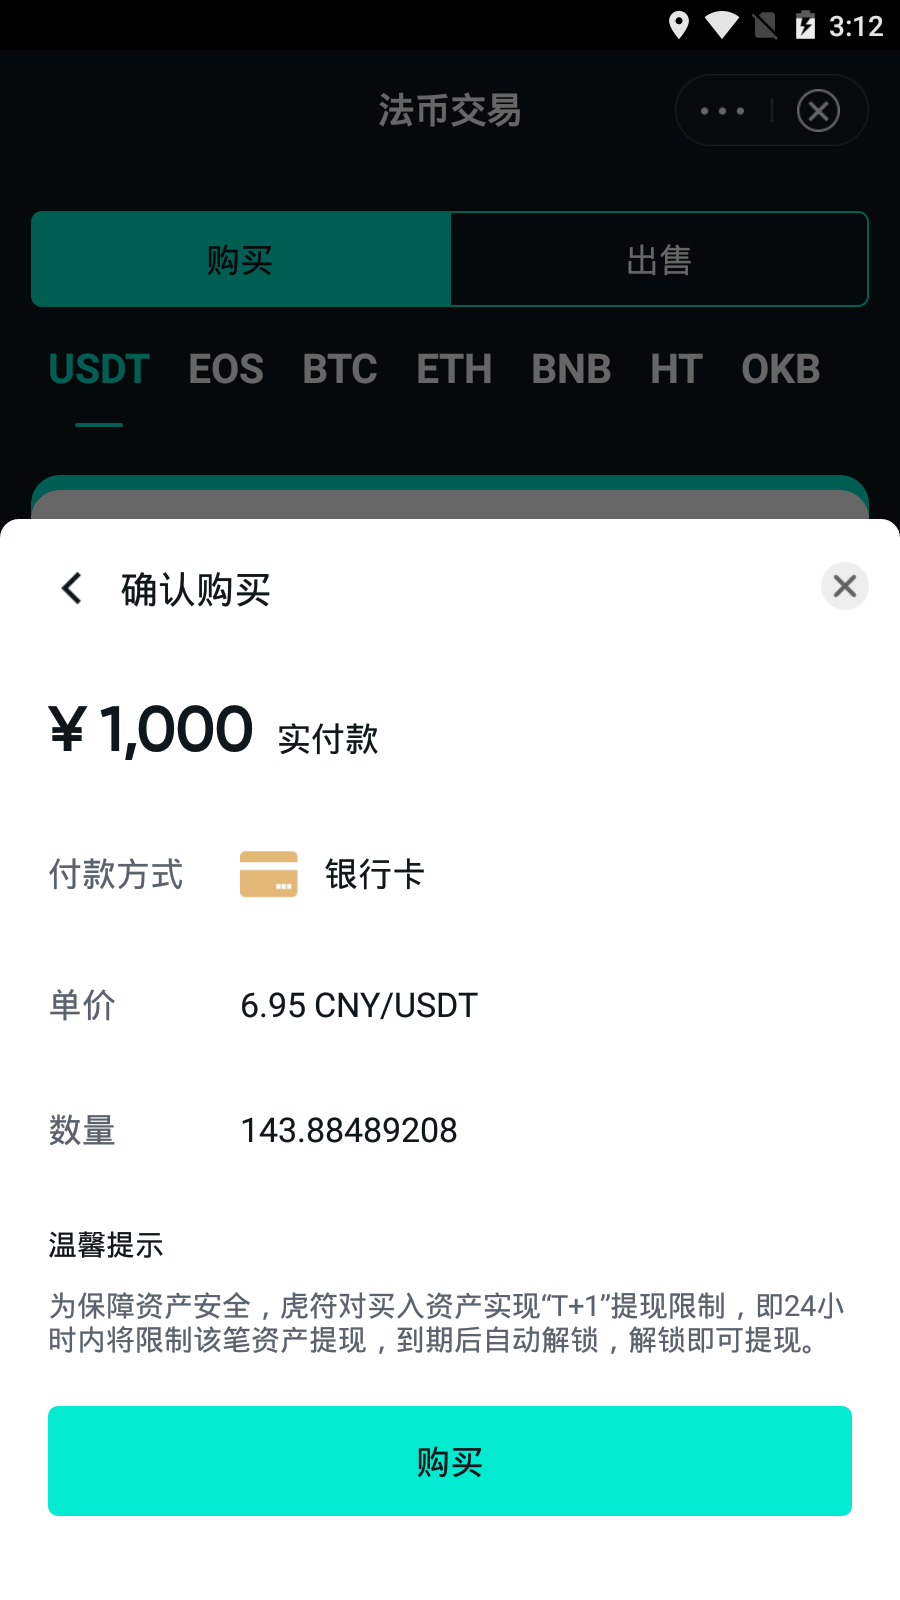 3:12
法币交易
购买
出售
USDT EOS BTC ETH BNB HT OKB
确认购买
¥1,000 实付款
付款方式 银行卡
单价 6.95 CNY/USDT
数量 143.88489208
温馨提示
为保障资产安全，虎符对买入资产实现“T+1”提现限制，即24小
时内将限制该笔资产提现，到期后自动解锁，解锁即可提现。
购买